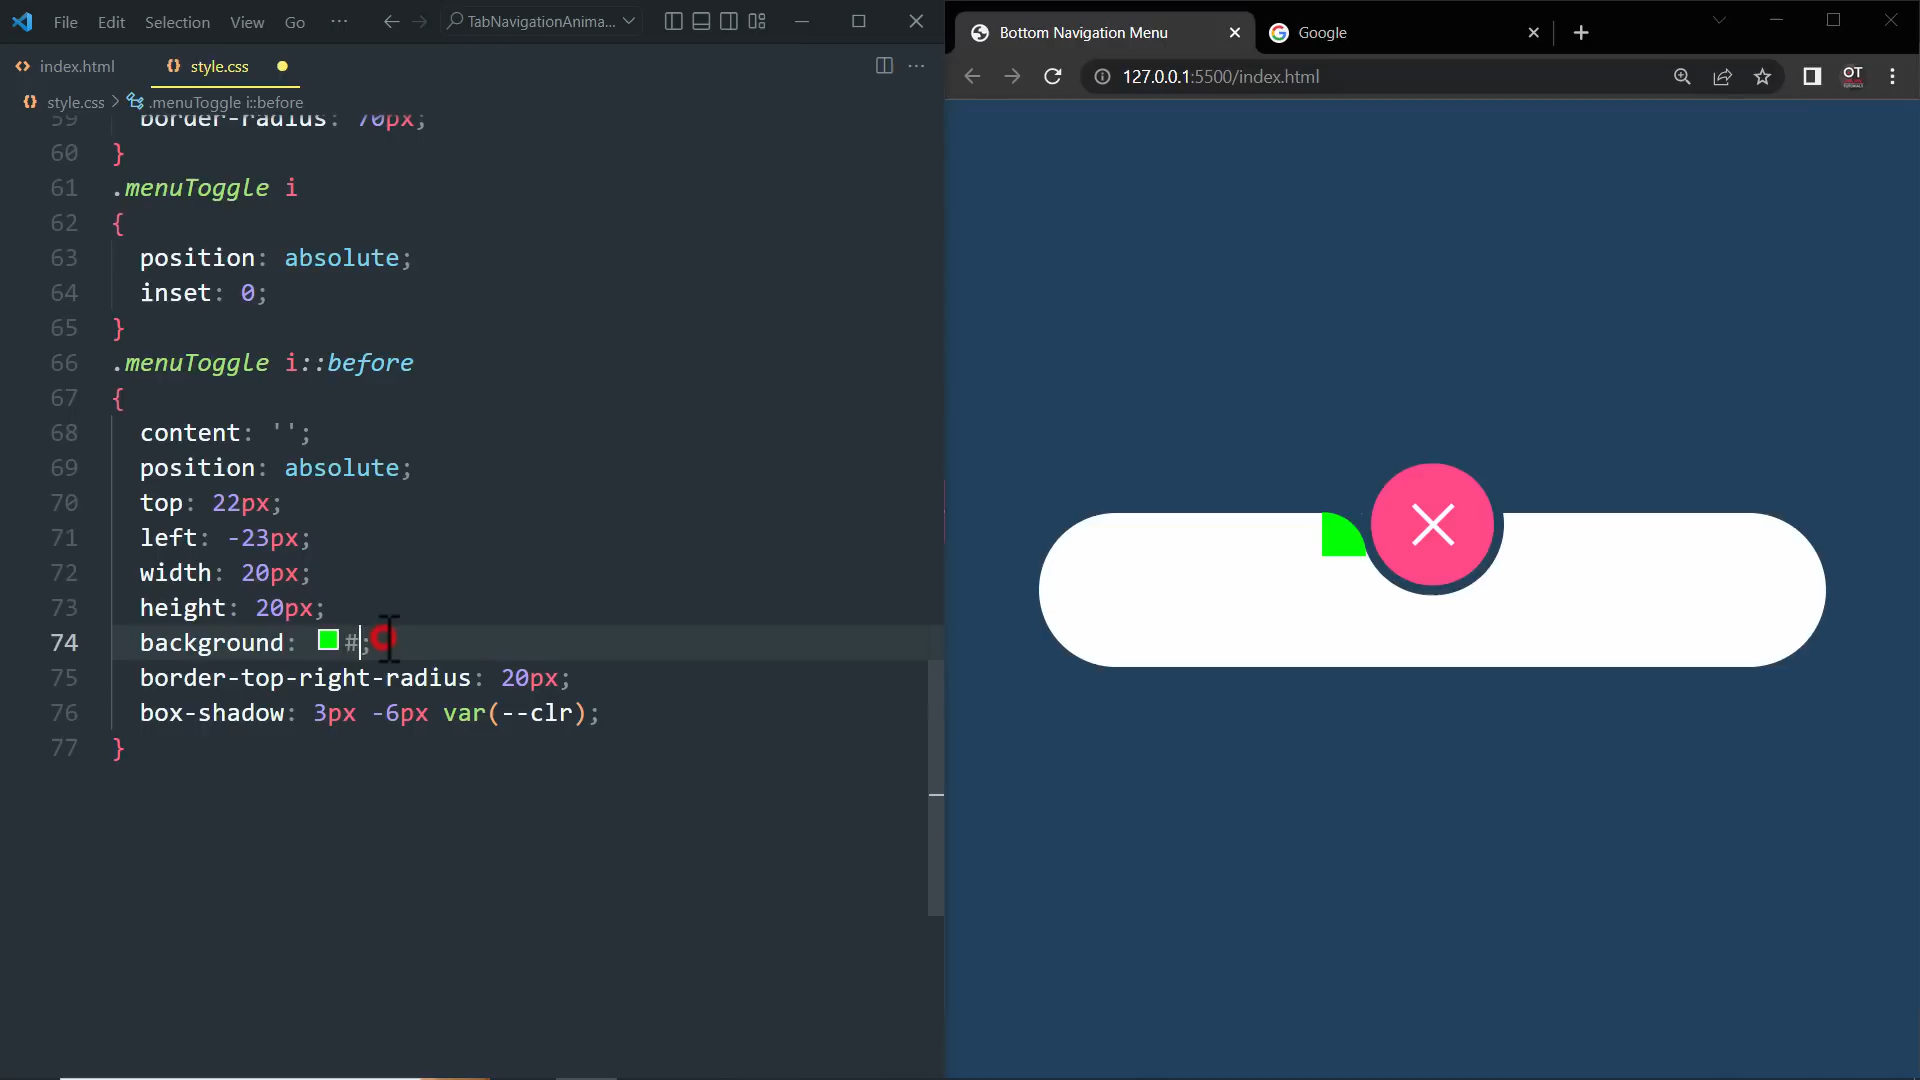 File Edit Selection View Go ··· TabNavigationAnima...
index.html style.css
style.css > .menuToggle i::before
59 border-radius: 70px;
60 }
61 .menuToggle i
62 {
63 position: absolute;
64 inset: 0;
65 }
66 .menuToggle i::before
67 {
68 content: '';
69 position: absolute;
70 top: 22px;
71 left: -23px;
72 width: 20px;
73 height: 20px;
74 background: #;
75 border-top-right-radius: 20px;
76 box-shadow: 3px -6px var(--clr);
77 }
Bottom Navigation Menu Google
127.0.0.1:5500/index.html
OT